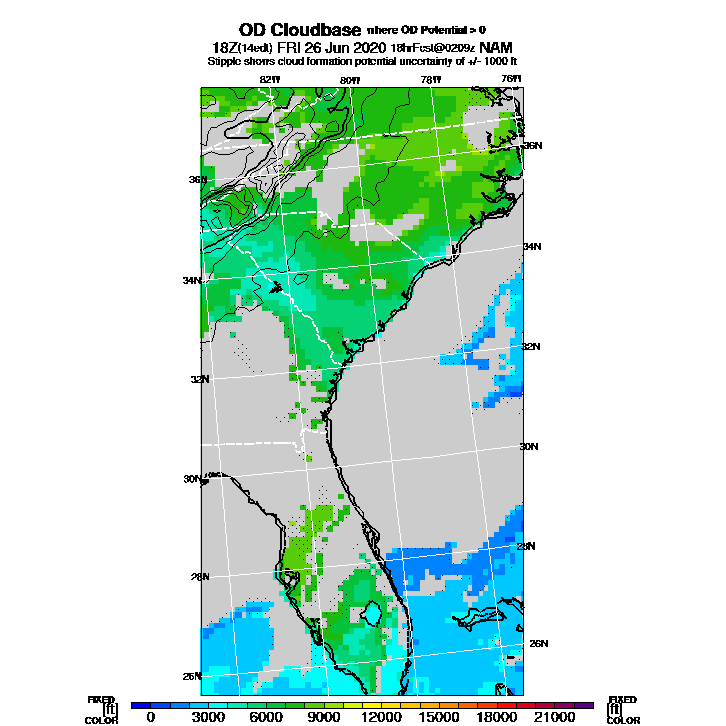 OD Cloudbase where OD Potential > 0
18Z(14edt) FRI 26 Jun 2020 18hrFcst@0209z NAM
Stipple shows cloud formation potential uncertainty of +/- 1000 ft
82W 80W 78W 76W
36N
36N
34N
34N
32N
32N
30N
30N
28N
28N
26N
26N
FIXED [ft] COLOR
FIXED [ft] COLOR
0 3000 6000 9000 12000 15000 18000 21000